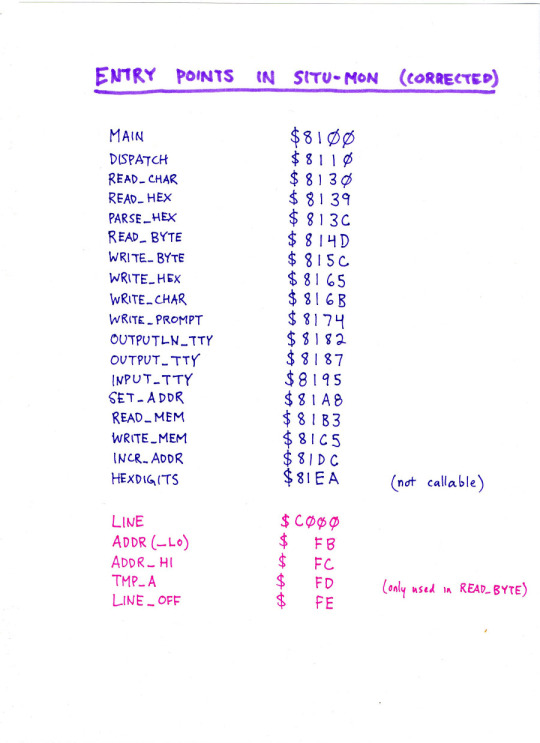 ENTRY POINTS IN SITU-MON (CORRECTED)
MAIN $81ØØ
DISPATCH $811Ø
READ_CHAR $813Ø
READ_HEX $8139
PARSE_HEX $813C
READ_BYTE $814D
WRITE_BYTE $815C
WRITE_HEX $8165
WRITE_CHAR $816B
WRITE_PROMPT $8174
OUTPUTLN_TTY $8182
OUTPUT_TTY $8187
INPUT_TTY $8195
SET_ADDR $81A8
READ_MEM $81B3
WRITE_MEM $81C5
INCR_ADDR $81DC
HEXDIGITS $81EA (not callable)
LINE $CØØØ
ADDR(_LO) $ FB
ADDR_HI $ FC
TMP_A $ FD (only used in READ_BYTE)
LINE_OFF $ FE